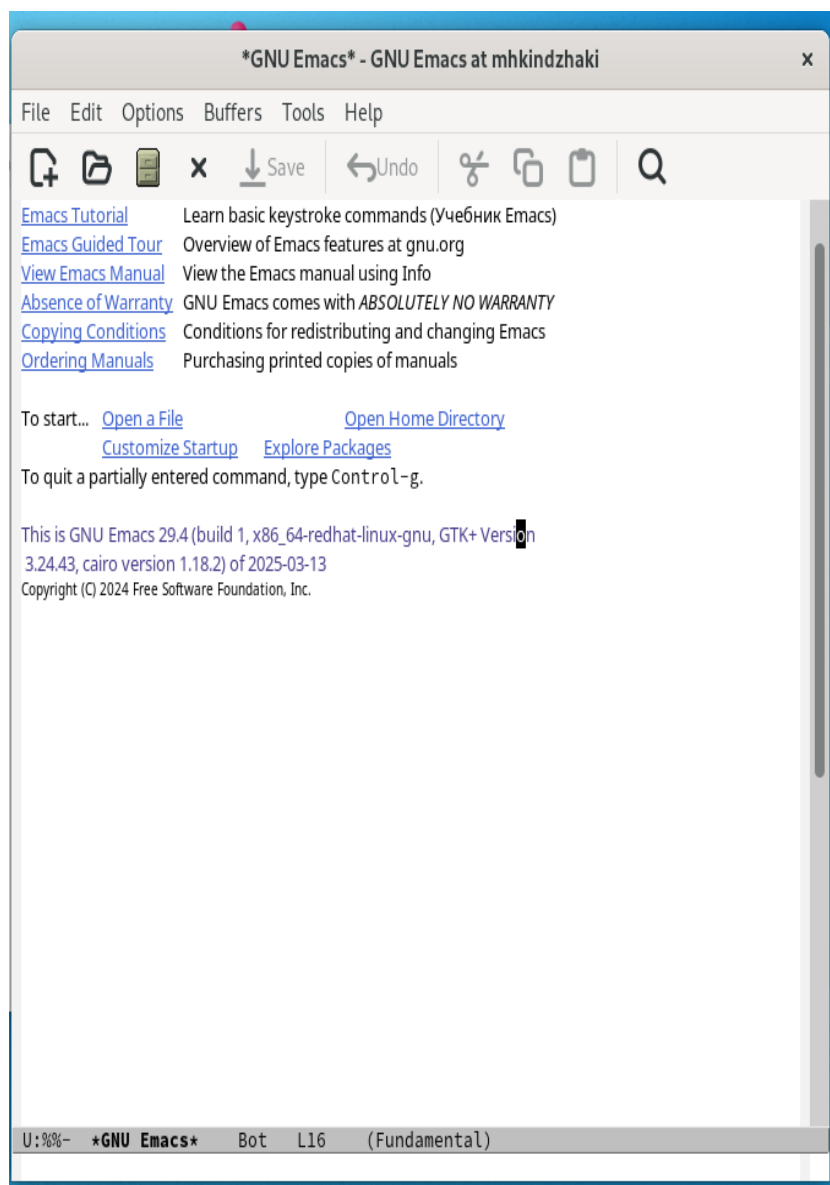 *GNU Emacs* - GNU Emacs at mhkindzhaki x
File Edit Options Buffers Tools Help
Save Undo
Emacs Tutorial Learn basic keystroke commands (Учебник Emacs)
Emacs Guided Tour Overview of Emacs features at gnu.org
View Emacs Manual View the Emacs manual using Info
Absence of Warranty GNU Emacs comes with ABSOLUTELY NO WARRANTY
Copying Conditions Conditions for redistributing and changing Emacs
Ordering Manuals Purchasing printed copies of manuals
To start... Open a File Open Home Directory
Customize Startup Explore Packages
To quit a partially entered command, type Control-g.
This is GNU Emacs 29.4 (build 1, x86_64-redhat-linux-gnu, GTK+ Version
3.24.43, cairo version 1.18.2) of 2025-03-13
Copyright (C) 2024 Free Software Foundation, Inc.
U:%%- *GNU Emacs* Bot L16 (Fundamental)